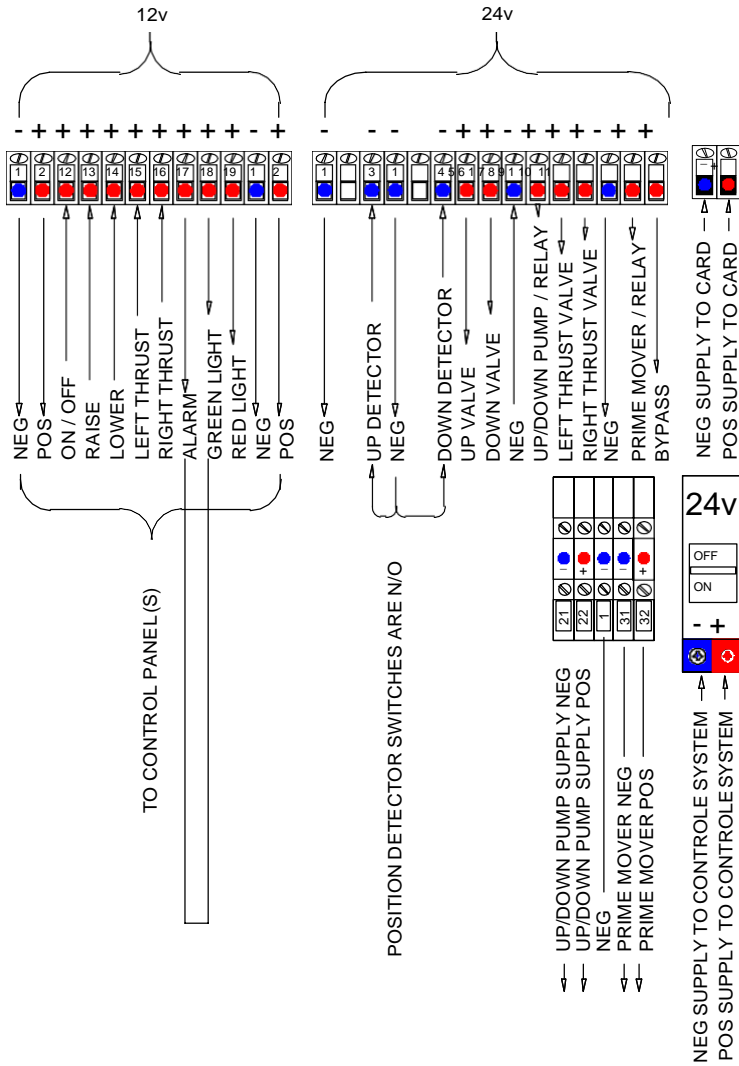 12v
24v
- + + + + + + + + + - +
- - - - + + - + + + - + +
1 2 12 13 14 15 16 17 18 19 1 2
1 3 1 4 5 6 1 7 8 9 1 10 11
- +
NEG
POS
ON / OFF
RAISE
LOWER
LEFT THRUST
RIGHT THRUST
ALARM
GREEN LIGHT
RED LIGHT
NEG
POS
NEG
UP DETECTOR
NEG
DOWN DETECTOR
UP VALVE
DOWN VALVE
NEG
UP/DOWN PUMP / RELAY
LEFT THRUST VALVE
RIGHT THRUST VALVE
NEG
PRIME MOVER / RELAY
BYPASS
NEG SUPPLY TO CARD
POS SUPPLY TO CARD
TO CONTROL PANEL(S)
POSITION DETECTOR SWITCHES ARE N/O
- + - - +
21
22
1
31
32
24v
OFF
ON
- +
UP/DOWN PUMP SUPPLY NEG
UP/DOWN PUMP SUPPLY POS
NEG
PRIME MOVER NEG
PRIME MOVER POS
NEG SUPPLY TO CONTROLE SYSTEM
POS SUPPLY TO CONTROLE SYSTEM